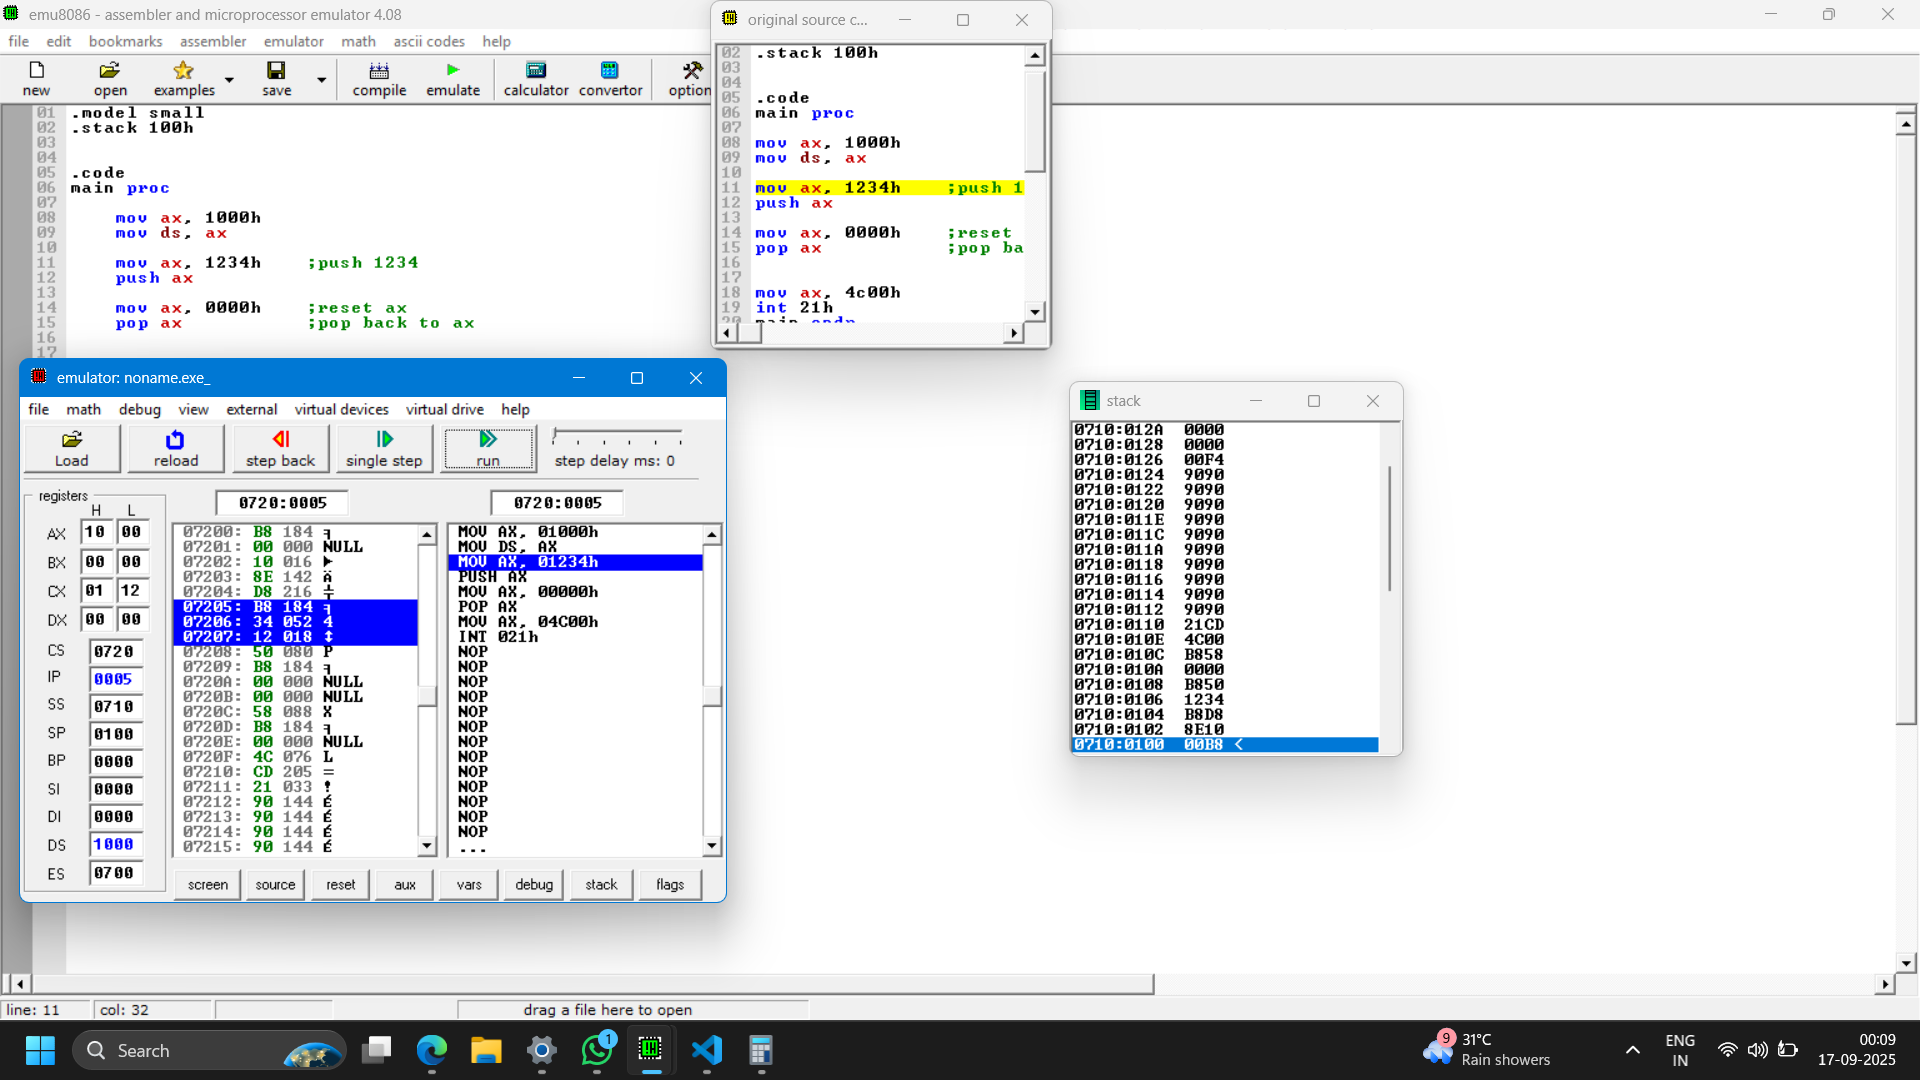 emu8086 - assembler and microprocessor emulator 4.08
file edit bookmarks assembler emulator math ascii codes help
new open examples save compile emulate calculator convertor option
01 .model small
02 .stack 100h
03
04
05 .code
06 main proc
07
08 mov ax, 1000h
09 mov ds, ax
10
11 mov ax, 1234h ;push 1234
12 push ax
13
14 mov ax, 0000h ;reset ax
15 pop ax ;pop back to ax
16
17
original source c...
02 .stack 100h
03
04
05 .code
06 main proc
07
08 mov ax, 1000h
09 mov ds, ax
10
11 mov ax, 1234h ;push 1
12 push ax
13
14 mov ax, 0000h ;reset
15 pop ax ;pop ba
16
17
18 mov ax, 4c00h
19 int 21h
20 main endp
emulator: noname.exe_
file math debug view external virtual devices virtual drive help
Load reload step back single step run step delay ms: 0
registers
H L
AX 10 00
BX 00 00
CX 01 12
DX 00 00
CS 0720
IP 0005
SS 0710
SP 0100
BP 0000
SI 0000
DI 0000
DS 1000
ES 0700
0720:0005
07200: B8 184 ╕
07201: 00 000 NULL
07202: 10 016 ►
07203: 8E 142 Ä
07204: D8 216 ╪
07205: B8 184 ╕
07206: 34 052 4
07207: 12 018 ↕
07208: 50 080 P
07209: B8 184 ╕
0720A: 00 000 NULL
0720B: 00 000 NULL
0720C: 58 088 X
0720D: B8 184 ╕
0720E: 00 000 NULL
0720F: 4C 076 L
07210: CD 205 =
07211: 21 033 !
07212: 90 144 É
07213: 90 144 É
07214: 90 144 É
07215: 90 144 É
0720:0005
MOV AX, 01000h
MOV DS, AX
MOV AX, 01234h
PUSH AX
MOV AX, 00000h
POP AX
MOV AX, 04C00h
INT 021h
NOP
NOP
NOP
NOP
NOP
NOP
NOP
NOP
NOP
NOP
NOP
NOP
NOP
...
screen source reset aux vars debug stack flags
stack
0710:012A 0000
0710:0128 0000
0710:0126 00F4
0710:0124 9090
0710:0122 9090
0710:0120 9090
0710:011E 9090
0710:011C 9090
0710:011A 9090
0710:0118 9090
0710:0116 9090
0710:0114 9090
0710:0112 9090
0710:0110 21CD
0710:010E 4C00
0710:010C B858
0710:010A 0000
0710:0108 B850
0710:0106 1234
0710:0104 B8D8
0710:0102 8E10
0710:0100 00B8 <
line: 11 col: 32 drag a file here to open
Search
1
9
31°C
Rain showers
ENG
IN
00:09
17-09-2025